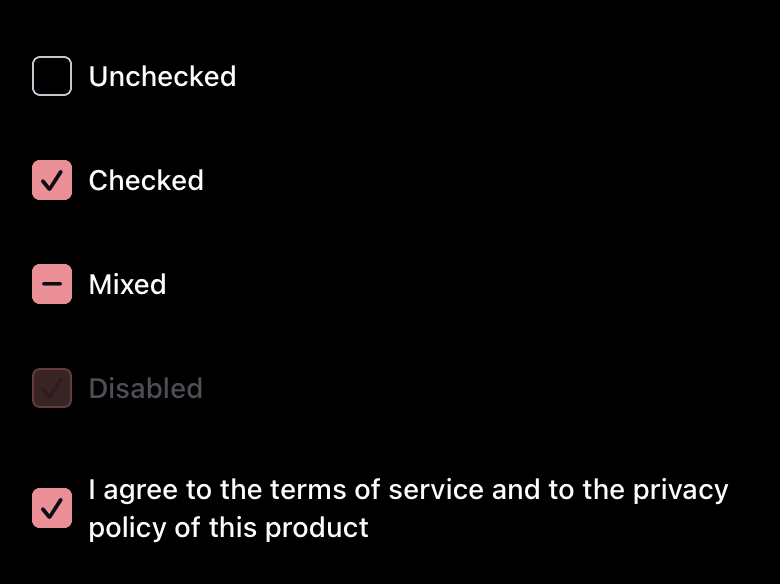 Unchecked
Checked
Mixed
Disabled
I agree to the terms of service and to the privacy
policy of this product